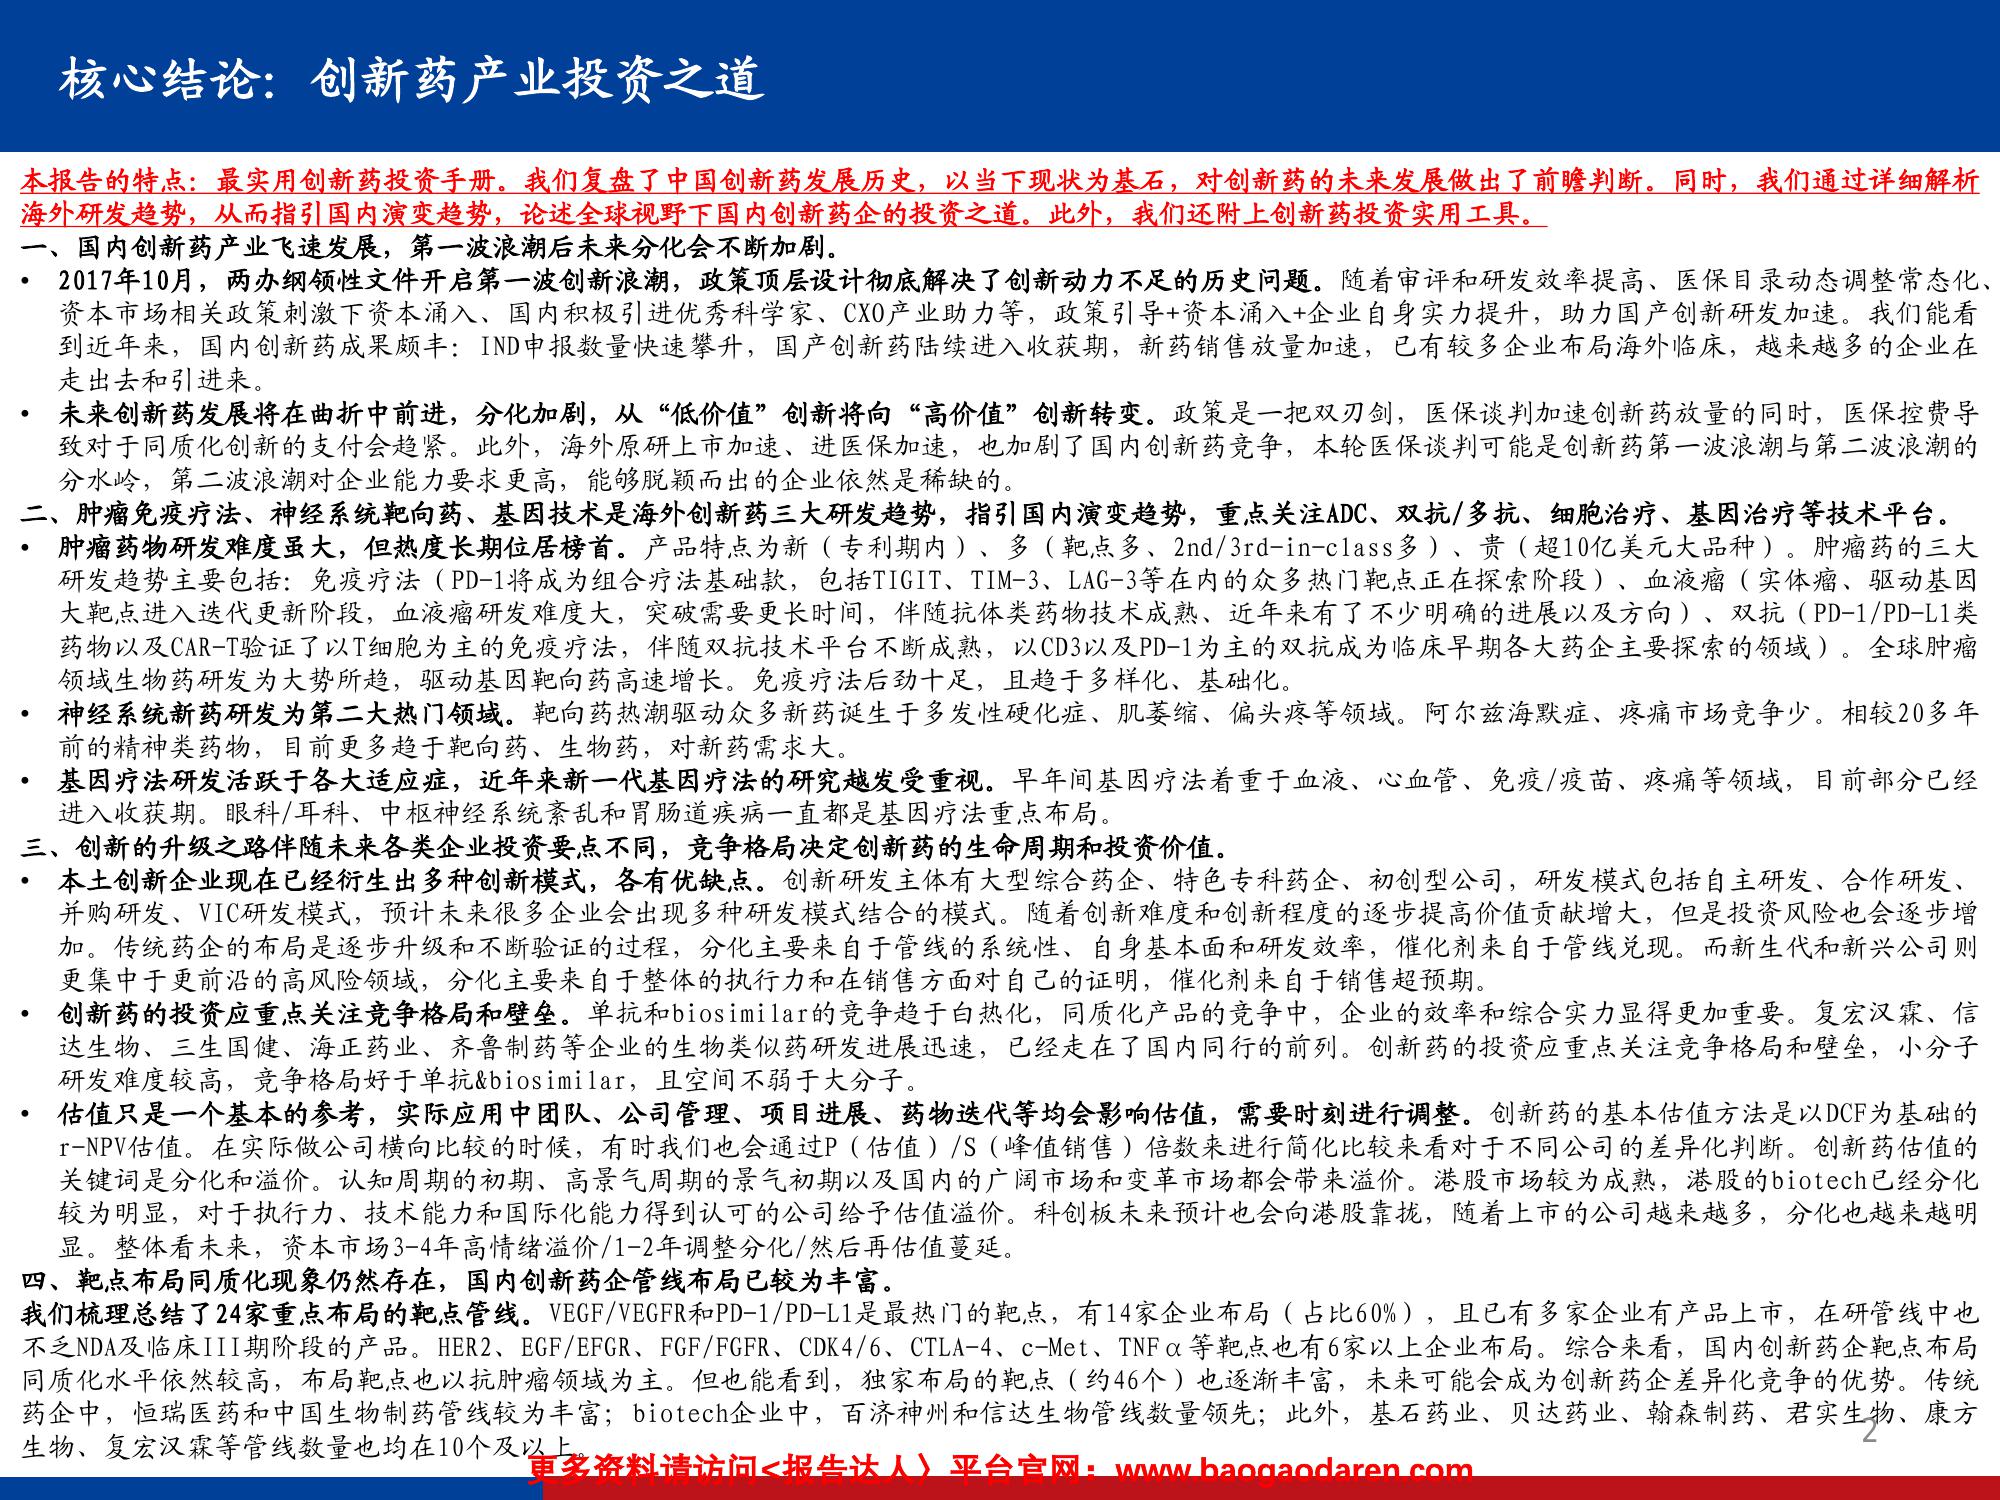 核心结论：创新药产业投资之道
本报告的特点：最实用创新药投资手册。我们复盘了中国创新药发展历史，以当下现状为基石，对创新药的未来发展做出了前瞻判断。同时，我们通过详细解析
海外研发趋势，从而指引国内演变趋势，论述全球视野下国内创新药企的投资之道。此外，我们还附上创新药投资实用工具。
一、国内创新药产业飞速发展，第一波浪潮后未来分化会不断加剧。
• 2017年10月，两办纲领性文件开启第一波创新浪潮，政策顶层设计彻底解决了创新动力不足的历史问题。随着审评和研发效率提高、医保目录动态调整常态化、
资本市场相关政策刺激下资本涌入、国内积极引进优秀科学家、CXO产业助力等，政策引导+资本涌入+企业自身实力提升，助力国产创新研发加速。我们能看
到近年来，国内创新药成果颇丰：IND申报数量快速攀升，国产创新药陆续进入收获期，新药销售放量加速，已有较多企业布局海外临床，越来越多的企业在
走出去和引进来。
• 未来创新药发展将在曲折中前进，分化加剧，从“低价值”创新将向“高价值”创新转变。政策是一把双刃剑，医保谈判加速创新药放量的同时，医保控费导
致对于同质化创新的支付会趋紧。此外，海外原研上市加速、进医保加速，也加剧了国内创新药竞争，本轮医保谈判可能是创新药第一波浪潮与第二波浪潮的
分水岭，第二波浪潮对企业能力要求更高，能够脱颖而出的企业依然是稀缺的。
二、肿瘤免疫疗法、神经系统靶向药、基因技术是海外创新药三大研发趋势，指引国内演变趋势，重点关注ADC、双抗/多抗、细胞治疗、基因治疗等技术平台。
• 肿瘤药物研发难度虽大，但热度长期位居榜首。产品特点为新（专利期内）、多（靶点多、2nd/3rd-in-class多）、贵（超10亿美元大品种）。肿瘤药的三大
研发趋势主要包括：免疫疗法（PD-1将成为组合疗法基础款，包括TIGIT、TIM-3、LAG-3等在内的众多热门靶点正在探索阶段）、血液瘤（实体瘤、驱动基因
大靶点进入迭代更新阶段，血液瘤研发难度大，突破需要更长时间，伴随抗体类药物技术成熟、近年来有了不少明确的进展以及方向）、双抗（PD-1/PD-L1类
药物以及CAR-T验证了以T细胞为主的免疫疗法，伴随双抗技术平台不断成熟，以CD3以及PD-1为主的双抗成为临床早期各大药企主要探索的领域）。全球肿瘤
领域生物药研发为大势所趋，驱动基因靶向药高速增长。免疫疗法后劲十足，且趋于多样化、基础化。
• 神经系统新药研发为第二大热门领域。靶向药热潮驱动众多新药诞生于多发性硬化症、肌萎缩、偏头疼等领域。阿尔兹海默症、疼痛市场竞争少。相较20多年
前的精神类药物，目前更多趋于靶向药、生物药，对新药需求大。
• 基因疗法研发活跃于各大适应症，近年来新一代基因疗法的研究越发受重视。早年间基因疗法着重于血液、心血管、免疫/疫苗、疼痛等领域，目前部分已经
进入收获期。眼科/耳科、中枢神经系统紊乱和胃肠道疾病一直都是基因疗法重点布局。
三、创新的升级之路伴随未来各类企业投资要点不同，竞争格局决定创新药的生命周期和投资价值。
• 本土创新企业现在已经衍生出多种创新模式，各有优缺点。创新研发主体有大型综合药企、特色专科药企、初创型公司，研发模式包括自主研发、合作研发、
并购研发、VIC研发模式，预计未来很多企业会出现多种研发模式结合的模式。随着创新难度和创新程度的逐步提高价值贡献增大，但是投资风险也会逐步增
加。传统药企的布局是逐步升级和不断验证的过程，分化主要来自于管线的系统性、自身基本面和研发效率，催化剂来自于管线兑现。而新生代和新兴公司则
更集中于更前沿的高风险领域，分化主要来自于整体的执行力和在销售方面对自己的证明，催化剂来自于销售超预期。
• 创新药的投资应重点关注竞争格局和壁垒。单抗和biosimilar的竞争趋于白热化，同质化产品的竞争中，企业的效率和综合实力显得更加重要。复宏汉霖、信
达生物、三生国健、海正药业、齐鲁制药等企业的生物类似药研发进展迅速，已经走在了国内同行的前列。创新药的投资应重点关注竞争格局和壁垒，小分子
研发难度较高，竞争格局好于单抗&biosimilar，且空间不弱于大分子。
• 估值只是一个基本的参考，实际应用中团队、公司管理、项目进展、药物迭代等均会影响估值，需要时刻进行调整。创新药的基本估值方法是以DCF为基础的
r-NPV估值。在实际做公司横向比较的时候，有时我们也会通过P（估值）/S（峰值销售）倍数来进行简化比较来看对于不同公司的差异化判断。创新药估值的
关键词是分化和溢价。认知周期的初期、高景气周期的景气初期以及国内的广阔市场和变革市场都会带来溢价。港股市场较为成熟，港股的biotech已经分化
较为明显，对于执行力、技术能力和国际化能力得到认可的公司给予估值溢价。科创板未来预计也会向港股靠拢，随着上市的公司越来越多，分化也越来越明
显。整体看未来，资本市场3-4年高情绪溢价/1-2年调整分化/然后再估值蔓延。
四、靶点布局同质化现象仍然存在，国内创新药企管线布局已较为丰富。
我们梳理总结了24家重点布局的靶点管线。VEGF/VEGFR和PD-1/PD-L1是最热门的靶点，有14家企业布局（占比60%），且已有多家企业有产品上市，在研管线中也
不乏NDA及临床III期阶段的产品。HER2、EGF/EFGR、FGF/FGFR、CDK4/6、CTLA-4、c-Met、TNFα等靶点也有6家以上企业布局。综合来看，国内创新药企靶点布局
同质化水平依然较高，布局靶点也以抗肿瘤领域为主。但也能看到，独家布局的靶点（约46个）也逐渐丰富，未来可能会成为创新药企差异化竞争的优势。传统
药企中，恒瑞医药和中国生物制药管线较为丰富；biotech企业中，百济神州和信达生物管线数量领先；此外，基石药业、贝达药业、翰森制药、君实生物、康方
生物、复宏汉霖等管线数量也均在10个及以上。
2
更多资料请访问<报告达人〉平台官网：www.baogaodaren.com